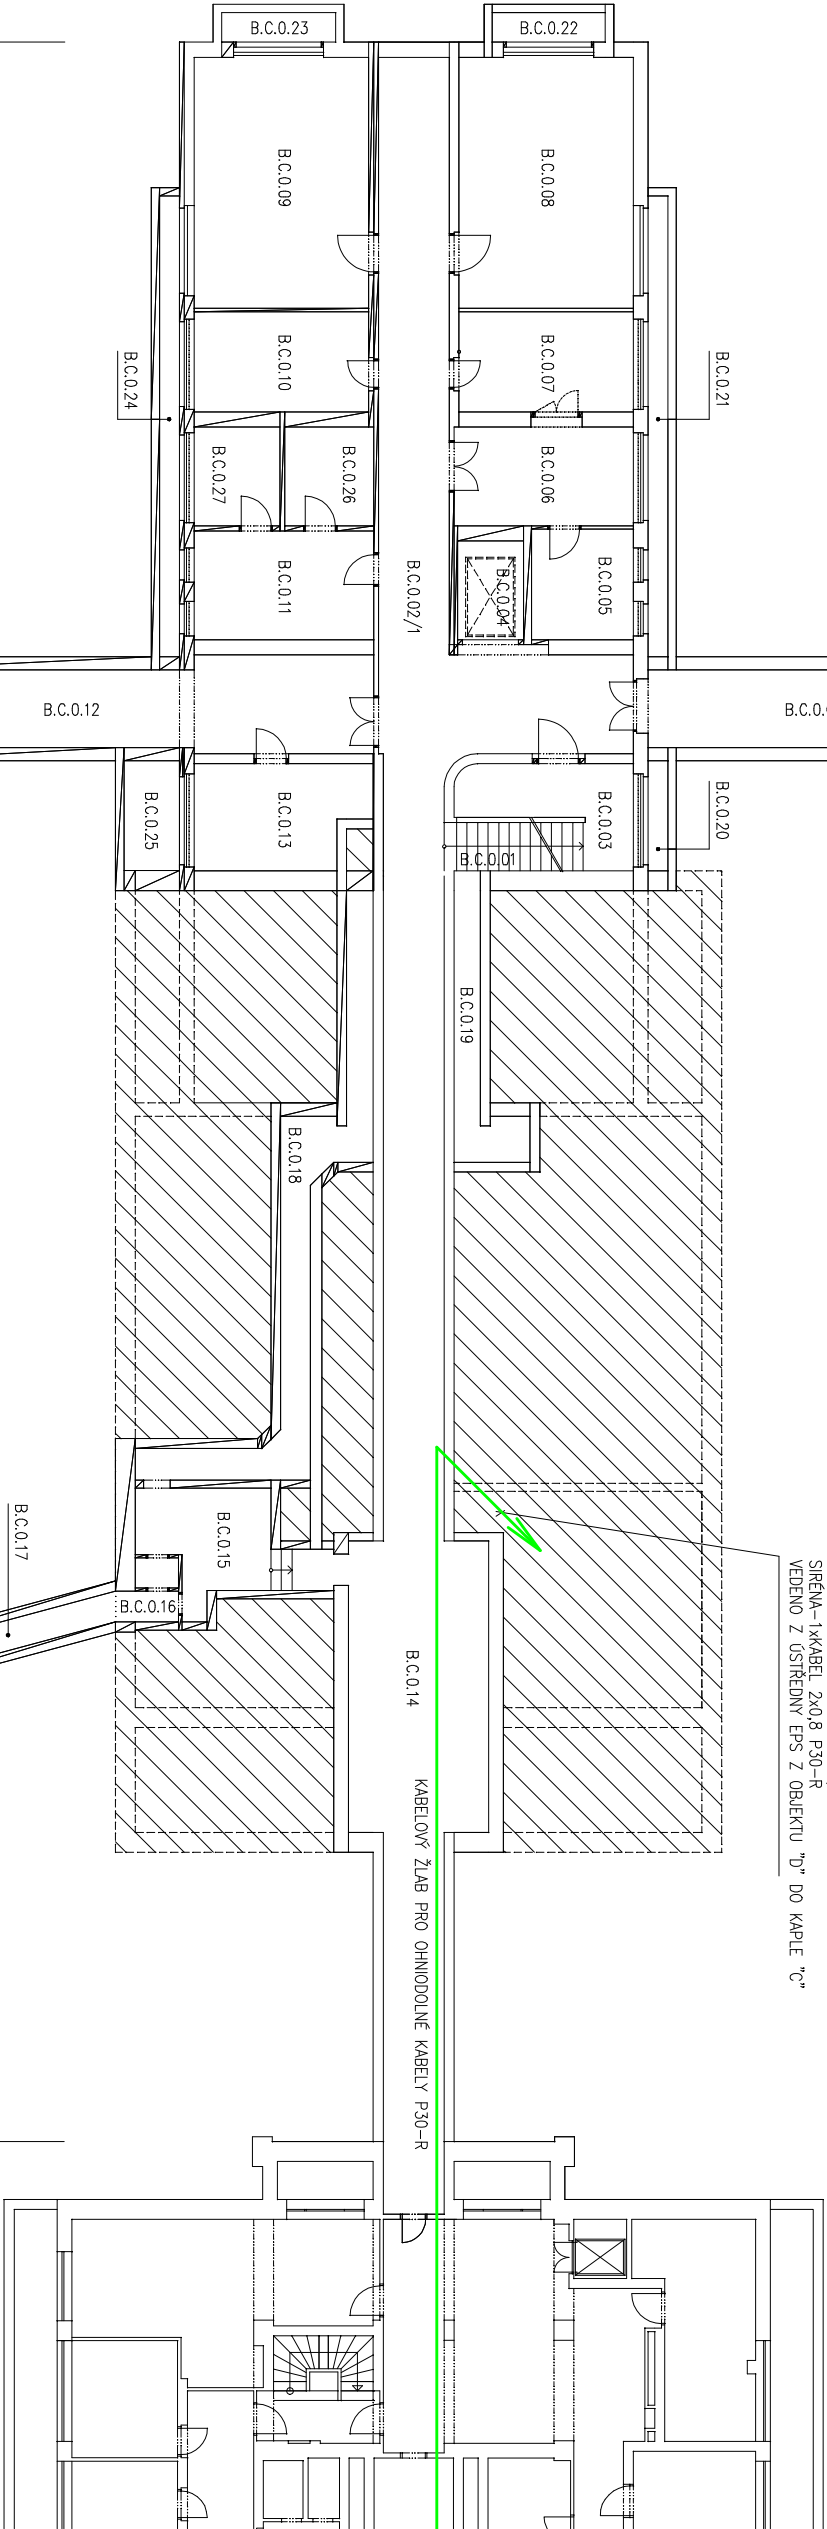 B.C.0.23
B.C.0.22
B.C.0.09
B.C.0.08
B.C.0.24
B.C.0.10
B.C.0.07
B.C.0.21
B.C.0.27
B.C.0.26
B.C.0.06
B.C.0.11
B.C.0.02/1
B.C.0.04
B.C.0.05
B.C.0.12
B.C.0.25
B.C.0.13
B.C.0.01
B.C.0.03
B.C.0.20
B.C.0.19
B.C.0.18
B.C.0.17
B.C.0.15
B.C.0.16
SIRÉNA-1xKABEL 2x0,8 P30-R
VEDENO Z ÚSTŘEDNY EPS Z OBJEKTU "D" DO KAPLE "C"
B.C.0.14
KABELOVÝ ŽLAB PRO OHNIODOLNÉ KABELY P30-R